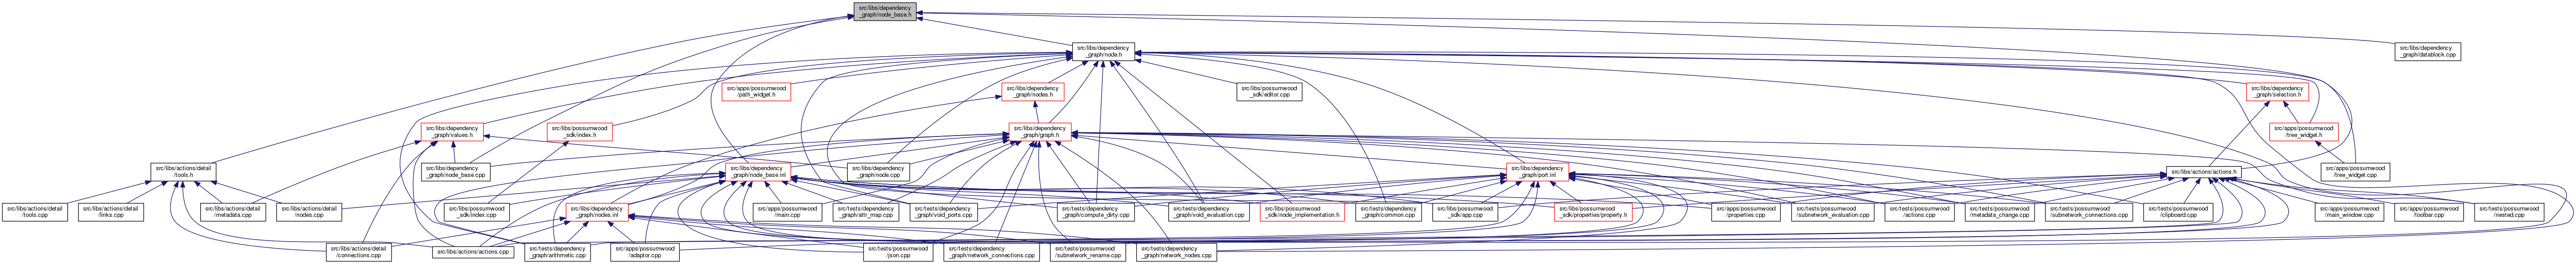 src/libs/dependency
_graph/node_base.h
src/libs/dependency
_graph/node.h
src/libs/dependency
_graph/datablock.cpp
src/apps/possumwood
/path_widget.h
src/libs/dependency
_graph/nodes.h
src/libs/possumwood
_sdk/editor.cpp
src/libs/dependency
_graph/selection.h
src/libs/dependency
_graph/values.h
src/libs/possumwood
_sdk/index.h
src/libs/dependency
_graph/graph.h
src/apps/possumwood
/tree_widget.h
src/libs/actions/detail
/tools.h
src/libs/dependency
_graph/node_base.cpp
src/libs/dependency
_graph/node.cpp
src/libs/dependency
_graph/node_base.inl
src/libs/dependency
_graph/port.inl
src/libs/actions/actions.h
src/apps/possumwood
/tree_widget.cpp
src/libs/actions/detail
/tools.cpp
src/libs/actions/detail
/links.cpp
src/libs/actions/detail
/metadata.cpp
src/libs/actions/detail
/nodes.cpp
src/libs/possumwood
_sdk/index.cpp
src/libs/dependency
_graph/nodes.inl
src/apps/possumwood
/main.cpp
src/tests/dependency
_graph/attr_map.cpp
src/tests/dependency
_graph/void_ports.cpp
src/tests/dependency
_graph/compute_dirty.cpp
src/tests/dependency
_graph/void_evaluation.cpp
src/libs/possumwood
_sdk/node_implementation.h
src/tests/dependency
_graph/common.cpp
src/libs/possumwood
_sdk/app.cpp
src/libs/possumwood
_sdk/properties/property.h
src/apps/possumwood
/properties.cpp
src/tests/possumwood
/subnetwork_evaluation.cpp
src/tests/possumwood
/actions.cpp
src/tests/possumwood
/metadata_change.cpp
src/tests/possumwood
/subnetwork_connections.cpp
src/tests/possumwood
/clipboard.cpp
src/apps/possumwood
/main_window.cpp
src/apps/possumwood
/toolbar.cpp
src/tests/possumwood
/nested.cpp
src/libs/actions/detail
/connections.cpp
src/libs/actions/actions.cpp
src/tests/dependency
_graph/arithmetic.cpp
src/apps/possumwood
/adaptor.cpp
src/tests/possumwood
/json.cpp
src/tests/dependency
_graph/network_connections.cpp
src/tests/possumwood
/subnetwork_rename.cpp
src/tests/dependency
_graph/network_nodes.cpp